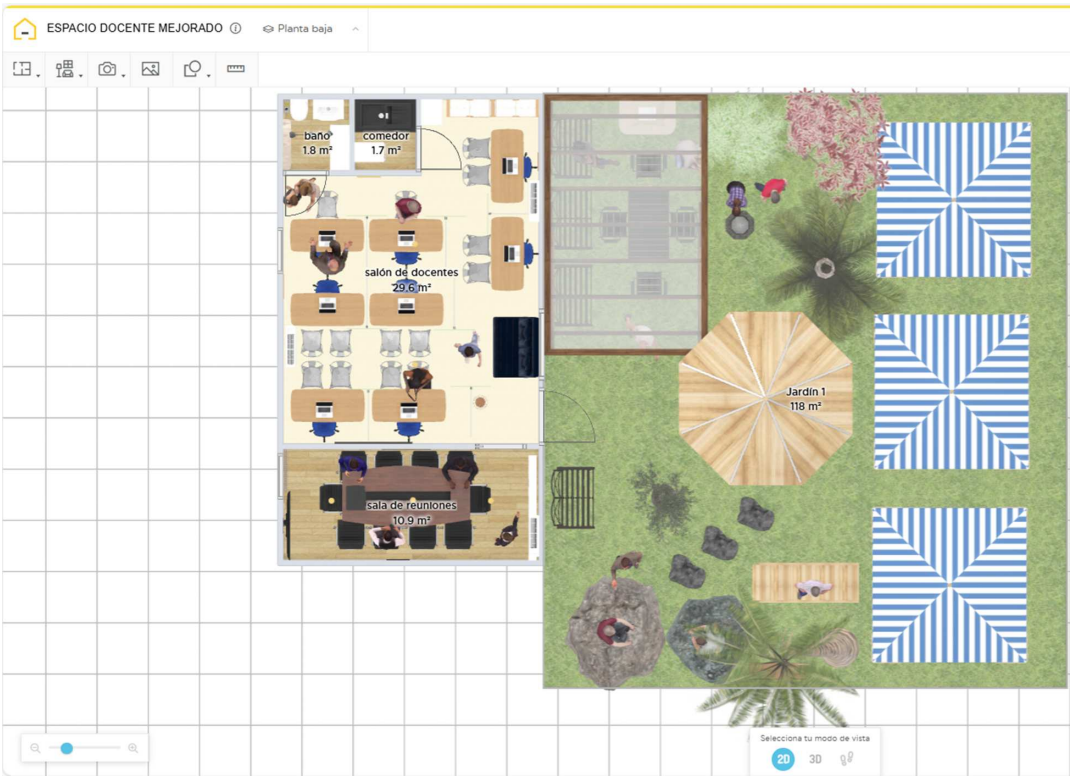 ESPACIO DOCENTE MEJORADO
Planta baja
baño
1.8 m²
comedor
1.7 m²
salón de docentes
29.6 m²
Jardín 1
118 m²
sala de reuniones
10.9 m²
Selecciona tu modo de vista
2D 3D